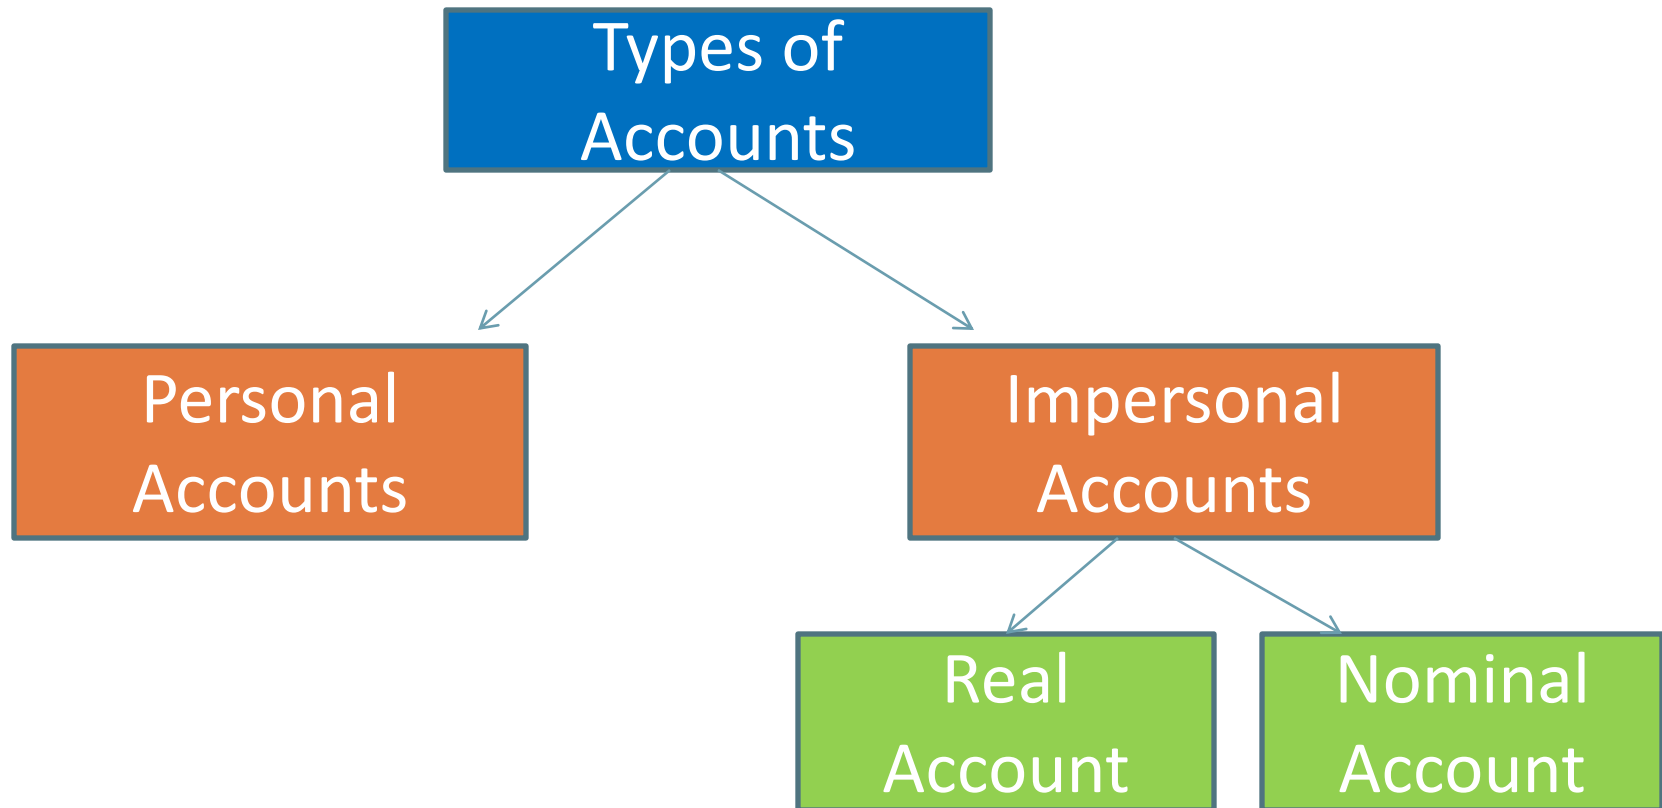 Types of
Accounts
Personal
Accounts
Impersonal
Accounts
Real
Account
Nominal
Account